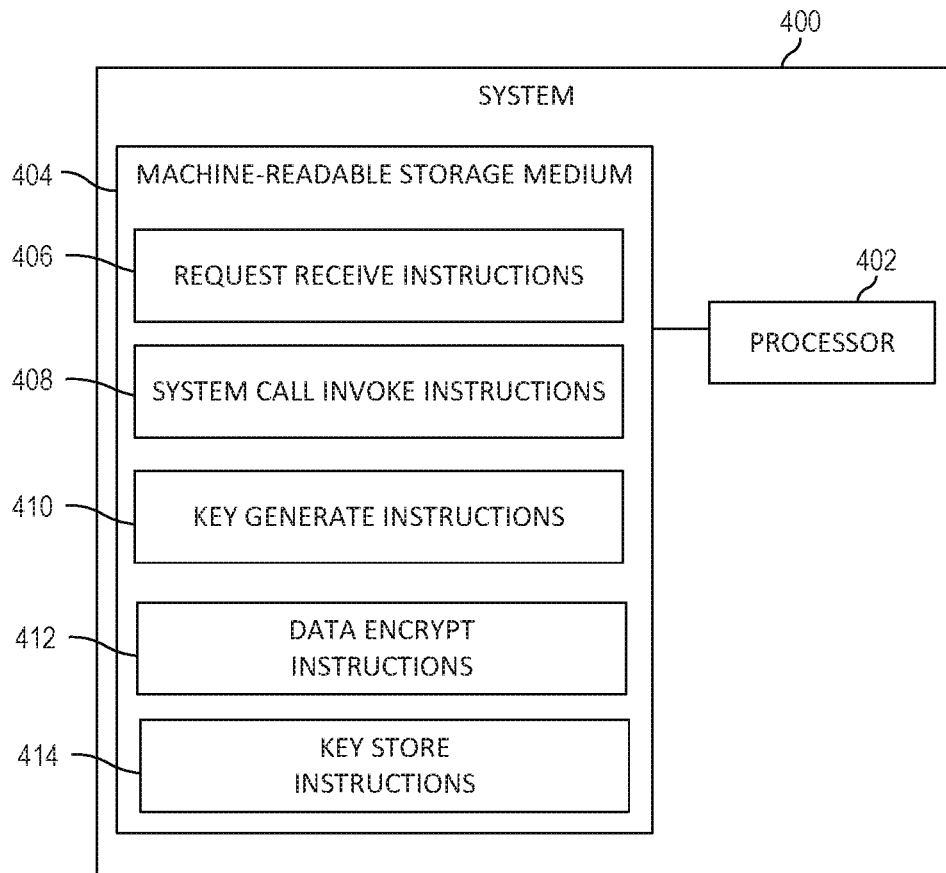 400
SYSTEM
404
MACHINE-READABLE STORAGE MEDIUM
406
REQUEST RECEIVE INSTRUCTIONS
402
PROCESSOR
408
SYSTEM CALL INVOKE INSTRUCTIONS
410
KEY GENERATE INSTRUCTIONS
412
DATA ENCRYPT
INSTRUCTIONS
414
KEY STORE
INSTRUCTIONS